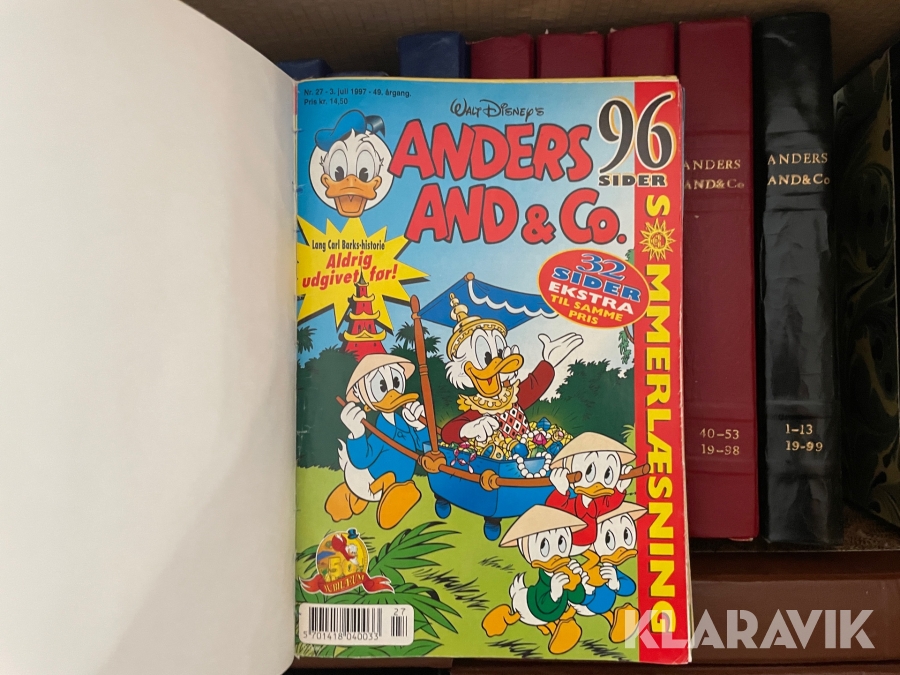 Nr. 27 - 3. juli 1997 - 49. årgang.
Pris kr. 14,50
WALT DISNEY'S
ANDERS
AND & Co.
96
SIDER
SOMMERLÆSNING
Lang Carl Barks-historie
Aldrig
udgivet før!
32
SIDER
EKSTRA
TIL SAMME
PRIS
50
27
5 701418 040033
ANDERS
AND&Co
40-53
19-98
ANDERS
AND&Co
1-13
19-99
KLARAVIK